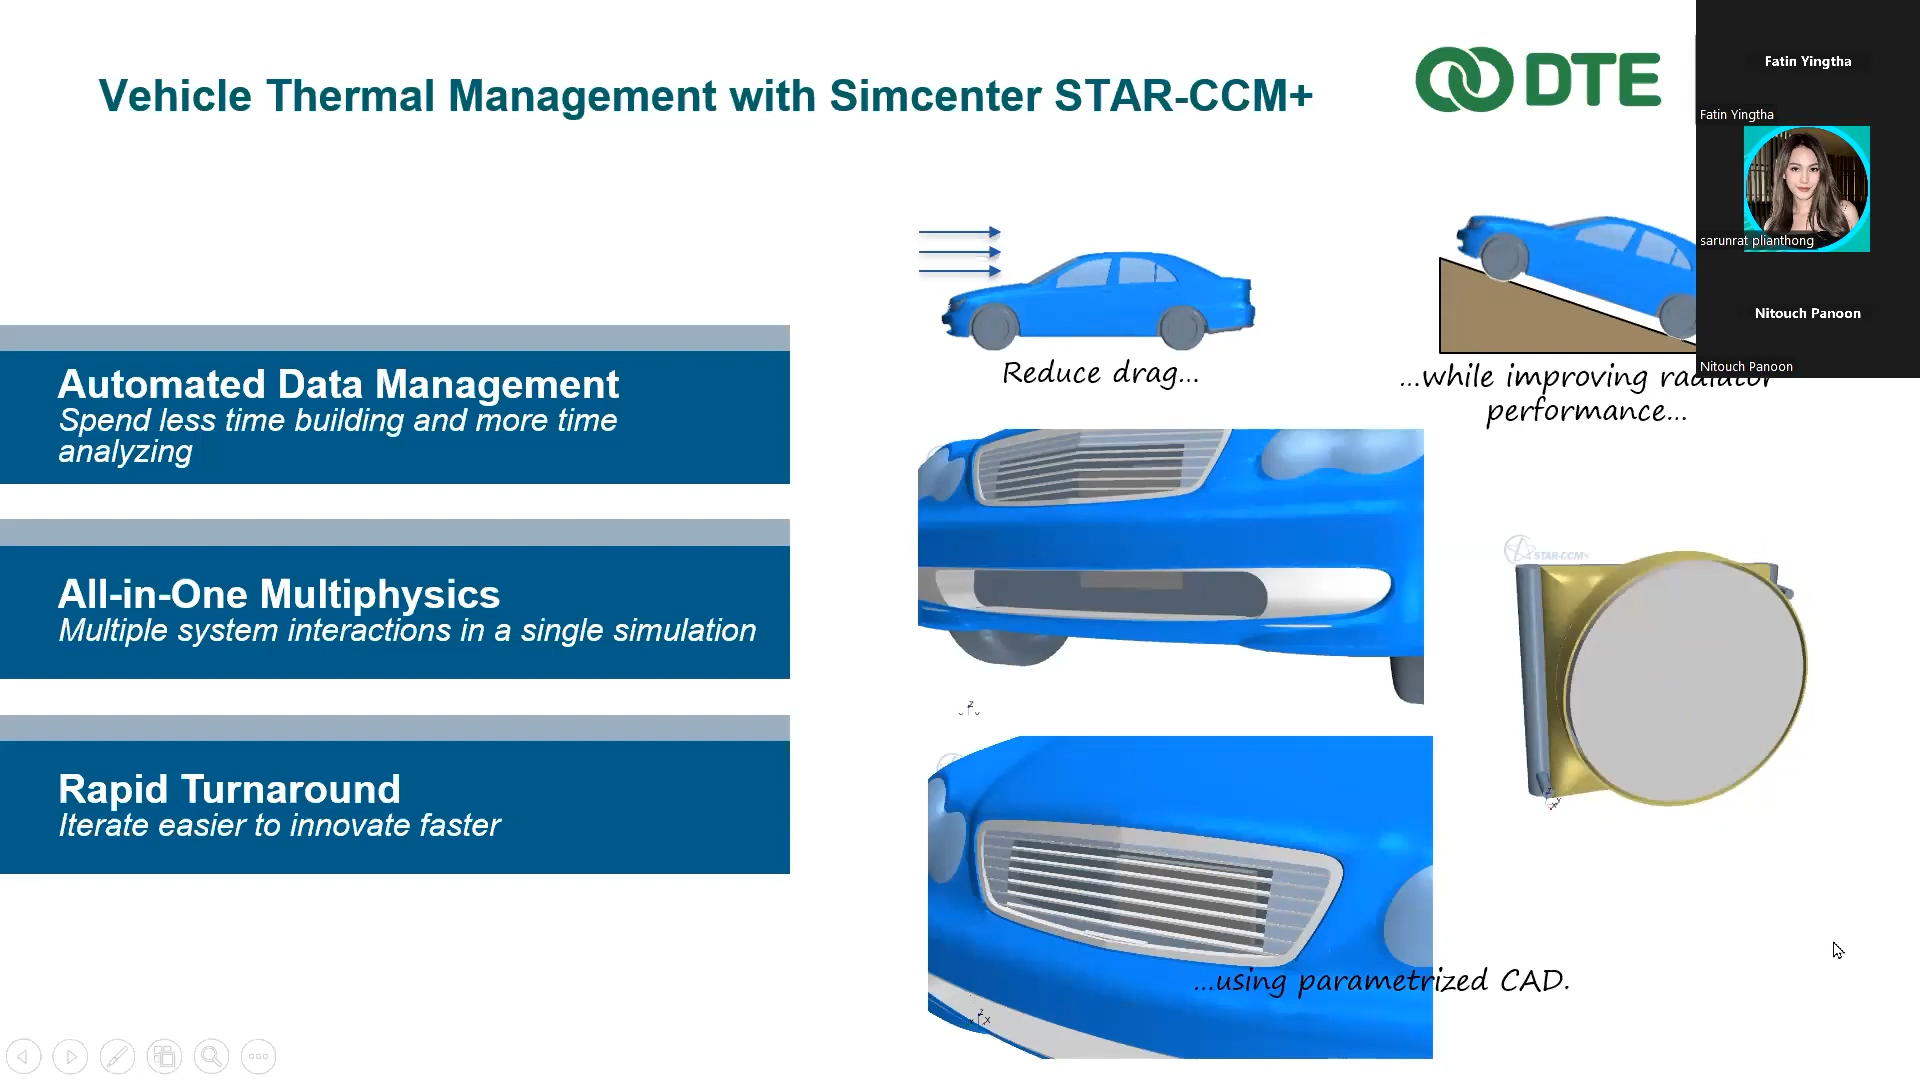 Vehicle Thermal Management with Simcenter STAR-CCM+
DTE
Fatin Yingtha
Fatin Yingtha
sarunrat plianthong
Nitouch Panoon
Nitouch Panoon
Automated Data Management
Spend less time building and more time
analyzing
All-in-One Multiphysics
Multiple system interactions in a single simulation
Rapid Turnaround
Iterate easier to innovate faster
Reduce drag...
...while improving radiator
performance...
STAR-CCM+
Z
...using parametrized CAD.
Z
X